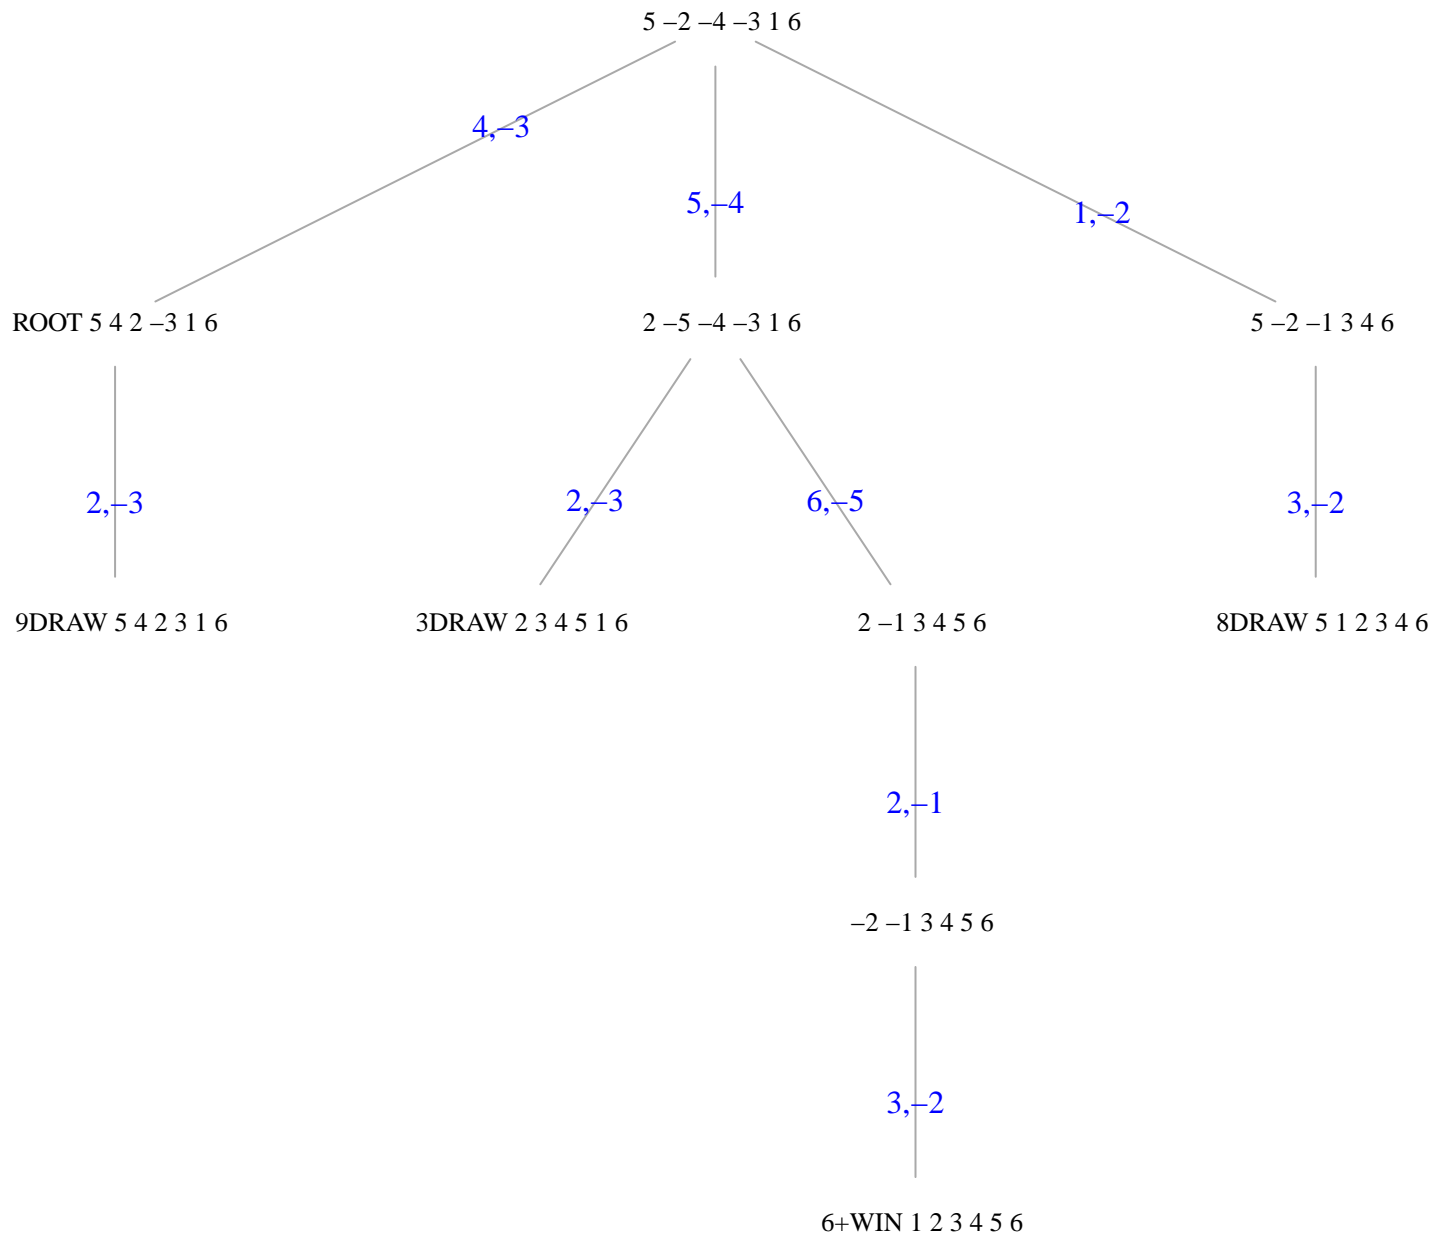 5 –2 –4 –3 1 6
4,–3
5,–4
1,–2
ROOT 5 4 2 –3 1 6
2 –5 –4 –3 1 6
5 –2 –1 3 4 6
2,–3
2,–3
6,–5
3,–2
9DRAW 5 4 2 3 1 6
3DRAW 2 3 4 5 1 6
2 –1 3 4 5 6
8DRAW 5 1 2 3 4 6
2,–1
–2 –1 3 4 5 6
3,–2
6+WIN 1 2 3 4 5 6